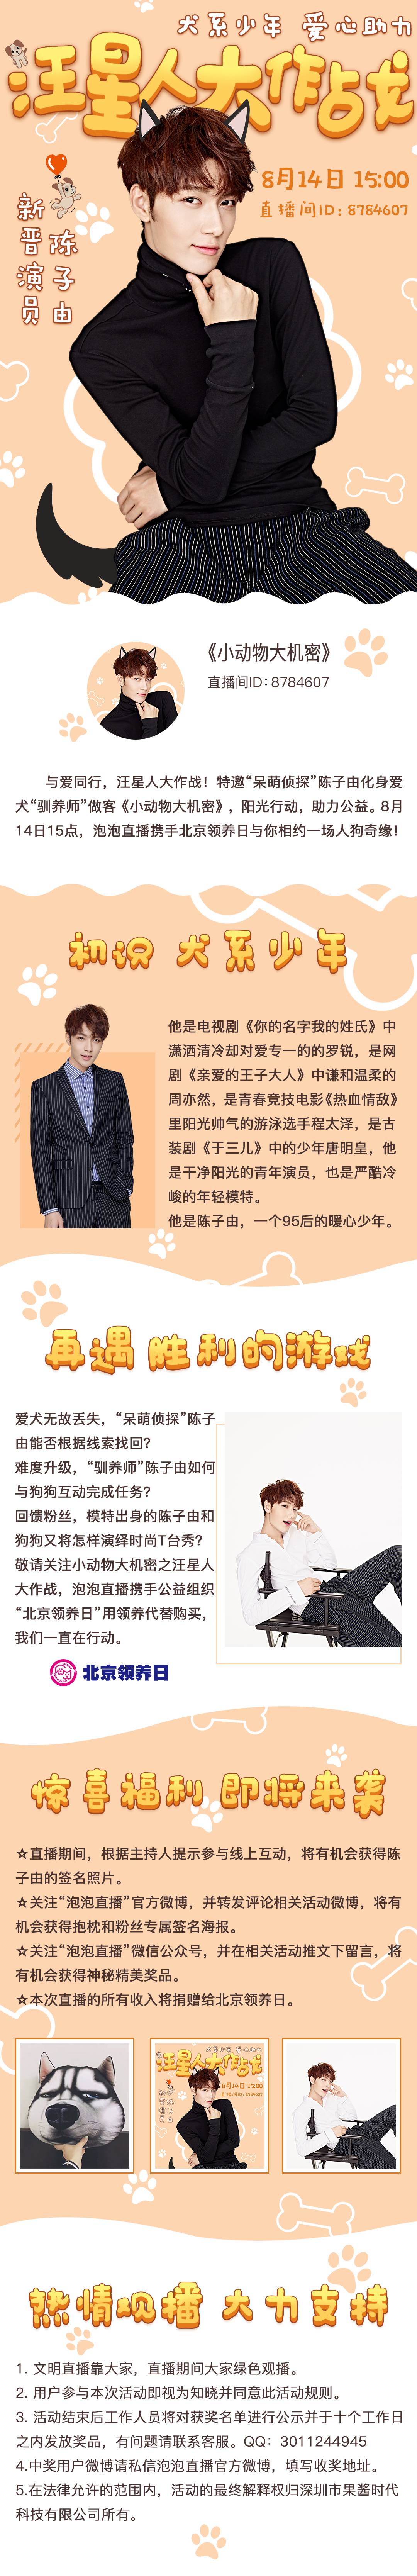 犬系少年 爱心助力
汪星人大作战
8月14日 15:00
直播间ID：8784607
新晋演员
陈子由
《小动物大机密》
直播间ID：8784607
与爱同行，汪星人大作战！特邀“呆萌侦探”陈子由化身爱
犬“驯养师”做客《小动物大机密》，阳光行动，助力公益。8月
14日15点，泡泡直播携手北京领养日与你相约一场人狗奇缘！
初识 犬系少年
他是电视剧《你的名字我的姓氏》中
潇洒清冷却对爱专一的的罗锐，是网
剧《亲爱的王子大人》中谦和温柔的
周亦然，是青春竞技电影《热血情敌》
里阳光帅气的游泳选手程太泽，是古
装剧《于三儿》中的少年唐明皇，他
是干净阳光的青年演员，也是严酷冷
峻的年轻模特。
他是陈子由，一个95后的暖心少年。
再遇 胜利的游戏
爱犬无故丢失，“呆萌侦探”陈子
由能否根据线索找回？
难度升级，“驯养师”陈子由如何
与狗狗互动完成任务？
回馈粉丝，模特出身的陈子由和
狗狗又将怎样演绎时尚T台秀？
敬请关注小动物大机密之汪星人
大作战，泡泡直播携手公益组织
“北京领养日”用领养代替购买，
我们一直在行动。
北京领养日
惊喜福利 即将来袭
☆直播期间，根据主持人提示参与线上互动，将有机会获得陈
子由的签名照片。
☆关注“泡泡直播”官方微博，并转发评论相关活动微博，将有
机会获得抱枕和粉丝专属签名海报。
☆关注“泡泡直播”微信公众号，并在相关活动推文下留言，将
有机会获得神秘精美奖品。
☆本次直播的所有收入将捐赠给北京领养日。
汪星人大作战
8月14日 15:00
热情观播 大力支持
1. 文明直播靠大家，直播期间大家绿色观播。
2. 用户参与本次活动即视为知晓并同意此活动规则。
3. 活动结束后工作人员将对获奖名单进行公示并于十个工作日
之内发放奖品，有问题请联系客服。QQ：3011244945
4.中奖用户微博请私信泡泡直播官方微博，填写收奖地址。
5.在法律允许的范围内，活动的最终解释权归深圳市果酱时代
科技有限公司所有。